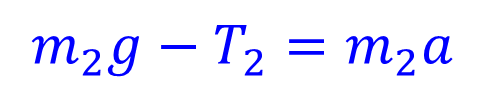 m₂g − T₂ = m₂a